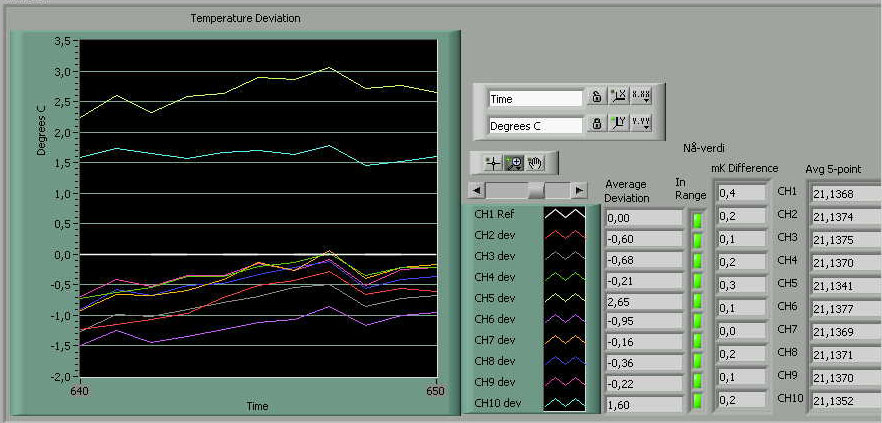 Temperature Deviation
Degrees C
3,5
3,0
2,5
2,0
1,5
1,0
0,5
0,0
-0,5
-1,0
-1,5
-2,0
640
650
Time
Time
X.XX
Degrees C
Y.YY
Nå-verdi
Average Deviation
In Range
mK Difference
Avg 5-point
CH1 Ref
CH2 dev
CH3 dev
CH4 dev
CH5 dev
CH6 dev
CH7 dev
CH8 dev
CH9 dev
CH10 dev
0,00
-0,60
-0,68
-0,21
2,65
-0,95
-0,16
-0,36
-0,22
1,60
0,4
0,2
0,1
0,2
0,3
0,1
0,0
0,2
0,1
0,2
CH1 21,1368
CH2 21,1374
CH3 21,1375
CH4 21,1370
CH5 21,1341
CH6 21,1377
CH7 21,1369
CH8 21,1371
CH9 21,1370
CH10 21,1352